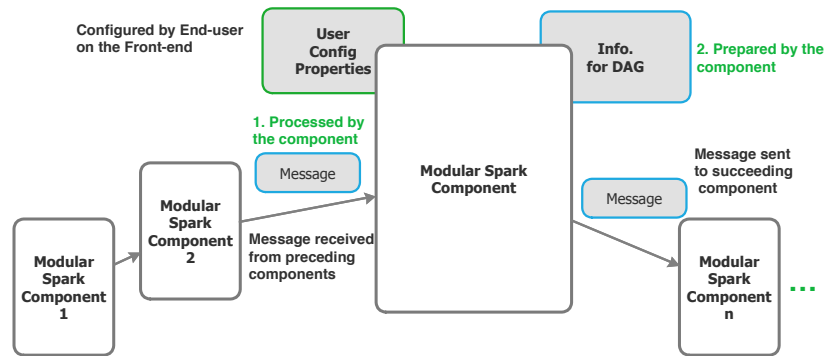 Configured by End-user
on the Front-end
User
Config
Properties
Info.
for DAG
2. Prepared by the
component
1. Processed by
the component
Message
Modular Spark
Component
Message sent
to succeeding
component
Message
Modular
Spark
Component
2
Message received
from preceding
components
Modular
Spark
Component
1
Modular
Spark
Component
n
...